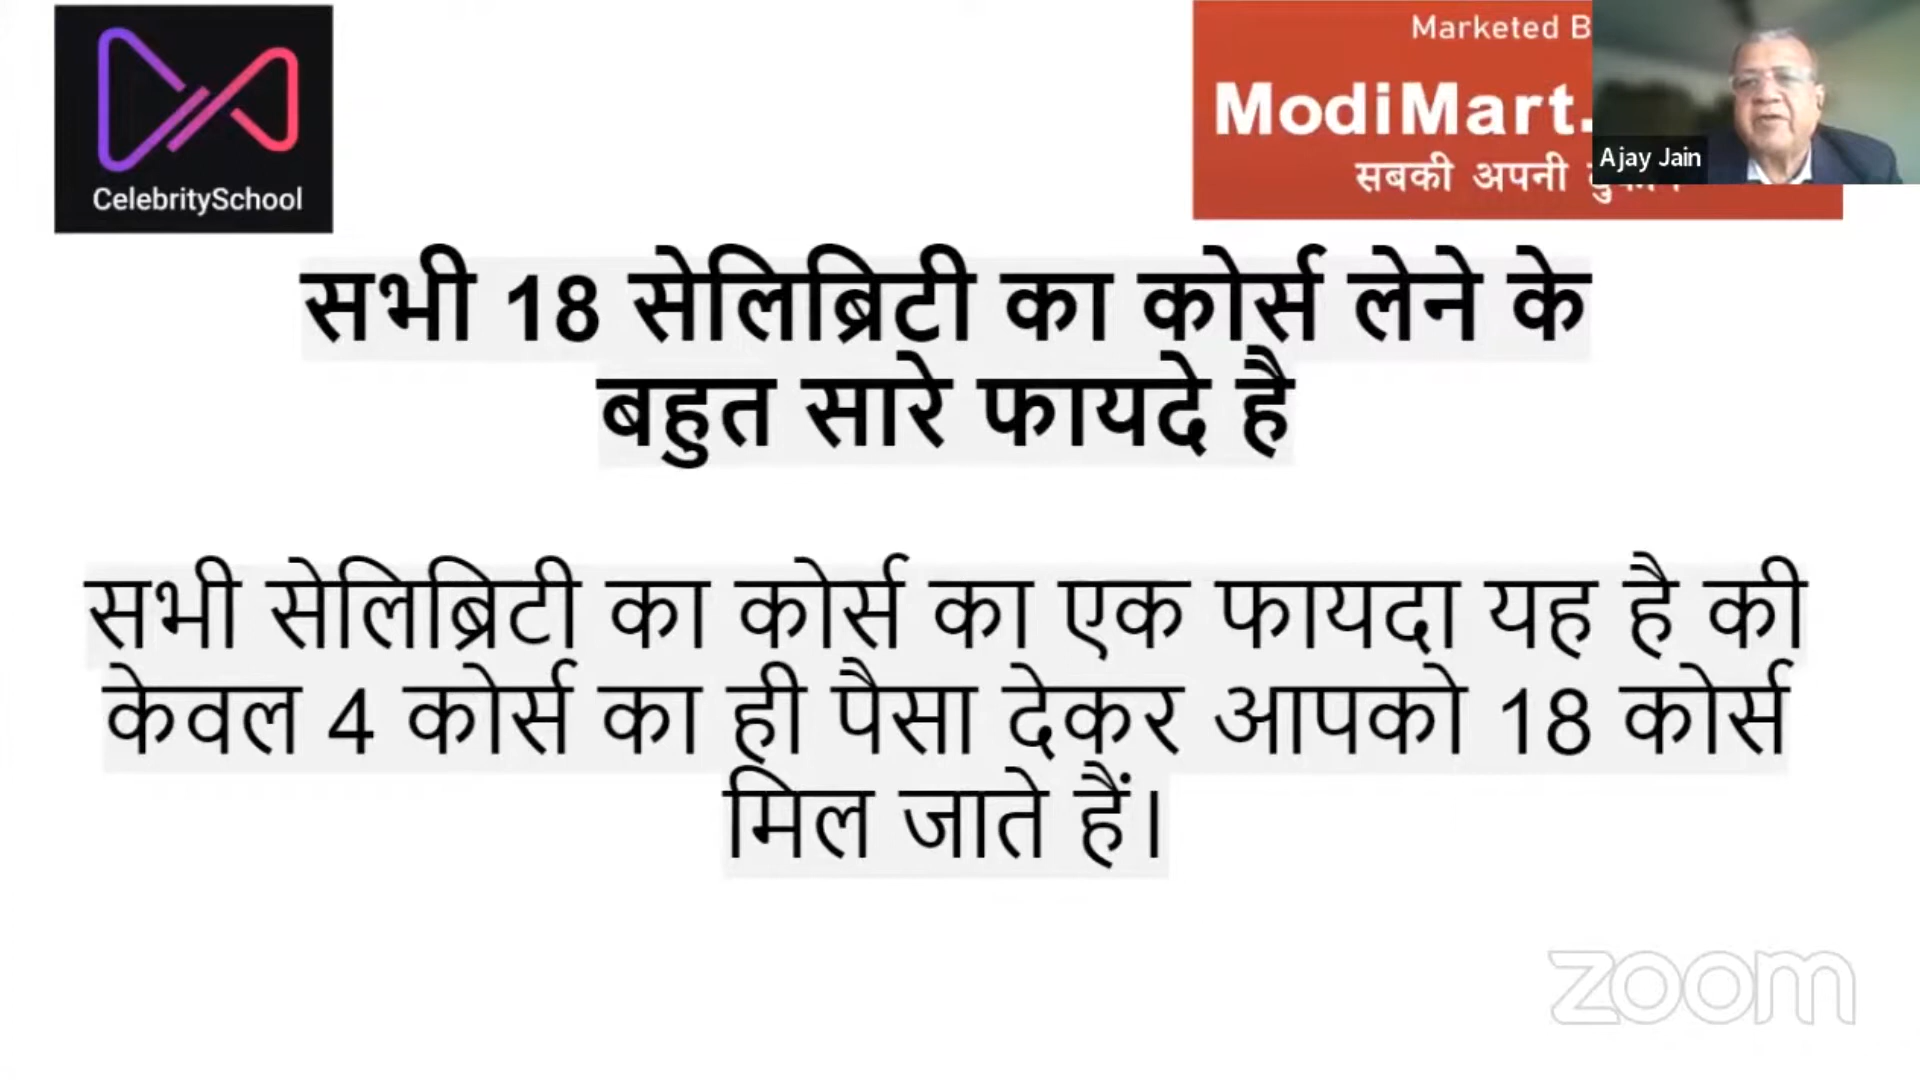 CelebritySchool
Marketed B
ModiMart.
सबकी अपनी
Ajay Jain
सभी 18 सेलिब्रिटी का कोर्स लेने के
बहुत सारे फायदे है
सभी सेलिब्रिटी का कोर्स का एक फायदा यह है की
केवल 4 कोर्स का ही पैसा देकर आपको 18 कोर्स
मिल जाते हैं।
zoom